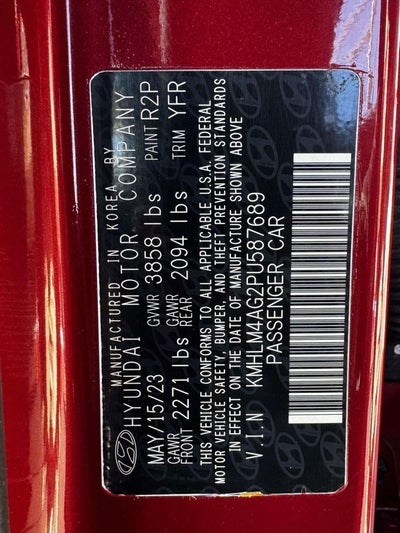 MANUFACTURED IN KOREA BY
HYUNDAI MOTOR COMPANY
MAY/15/23 GVWR 3858 lbs PAINT R2P
GAWR FRONT 2271 lbs GAWR REAR 2094 lbs TRIM YFR
THIS VEHICLE CONFORMS TO ALL APPLICABLE U.S.A. FEDERAL
MOTOR VEHICLE SAFETY, BUMPER, AND THEFT PREVENTION STANDARDS
IN EFFECT ON THE DATE OF MANUFACTURE SHOWN ABOVE
V.I.N KMHLM4AG2PU587689
PASSENGER CAR